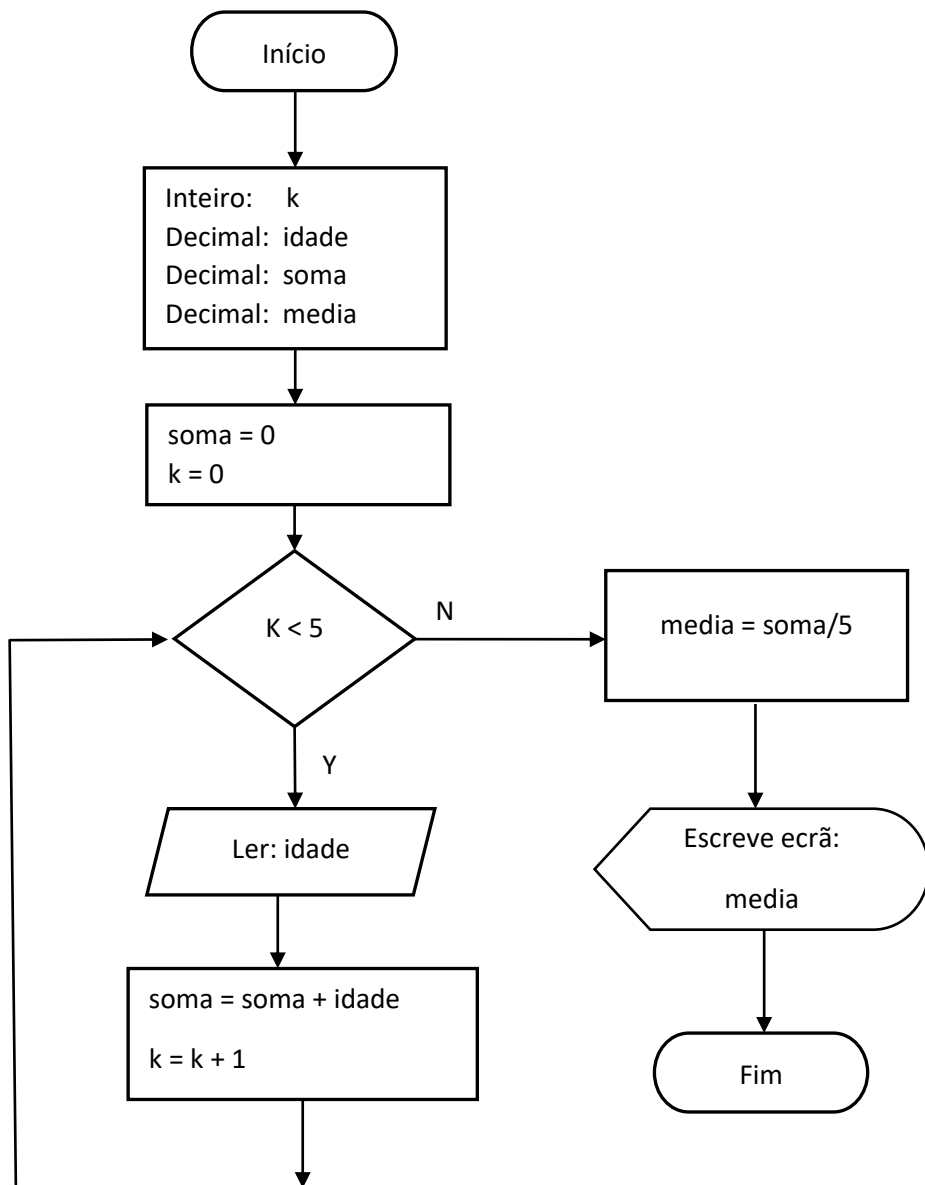 Início
Inteiro: k
Decimal: idade
Decimal: soma
Decimal: media
soma = 0
k = 0
K < 5
N
Y
Ler: idade
soma = soma + idade
k = k + 1
media = soma/5
Escreve ecrã:
media
Fim